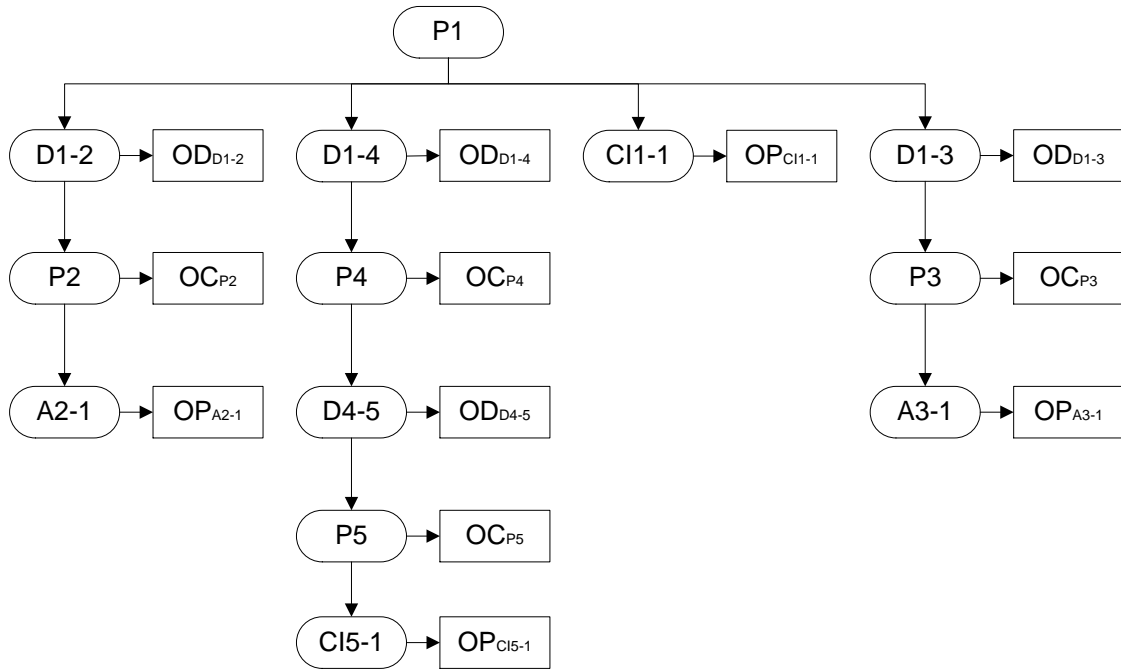 P1
D1-2 ODD1-2 D1-4 ODD1-4 CI1-1 OPCI1-1 D1-3 ODD1-3
P2 OCP2 P4 OCP4 P3 OCP3
A2-1 OPA2-1 D4-5 ODD4-5 A3-1 OPA3-1
P5 OCP5
CI5-1 OPCI5-1